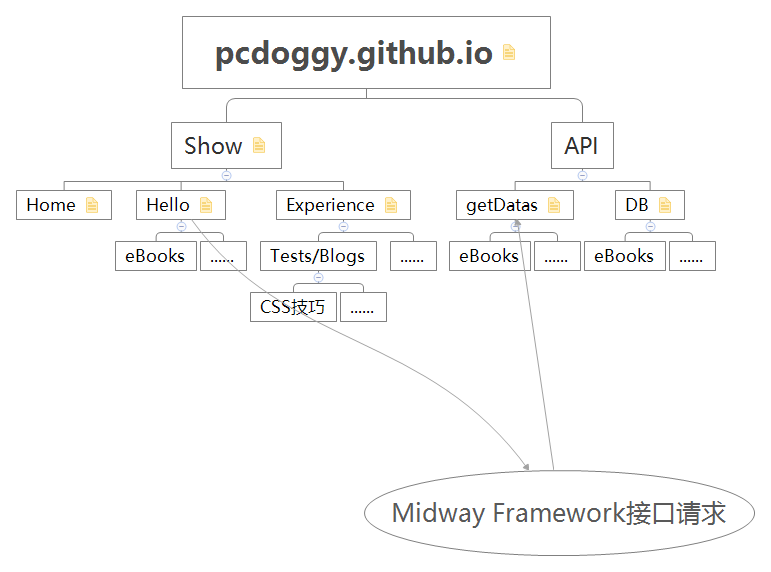 pcdoggy.github.io
Show
API
Home
Hello
Experience
getDatas
DB
eBooks
......
Tests/Blogs
......
eBooks
......
eBooks
......
CSS技巧
......
Midway Framework接口请求